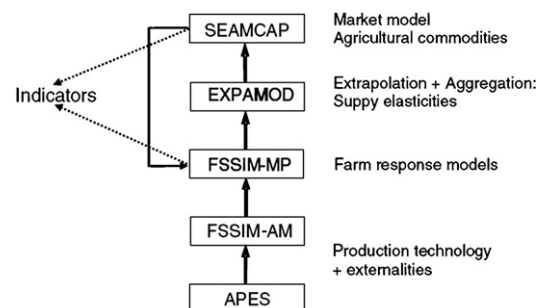 SEAMCAP
Market model
Agricultural commodities
Indicators
EXPAMOD
Extrapolation + Aggregation:
Suppy elasticities
FSSIM-MP
Farm response models
FSSIM-AM
Production technology
+ externalities
APES